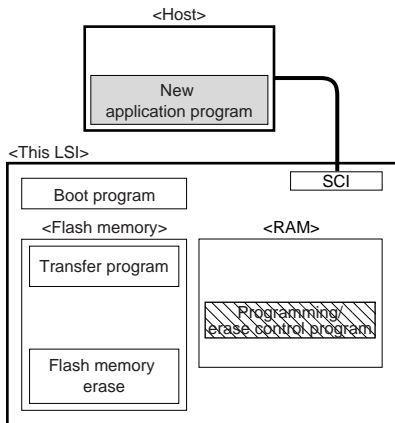 <Host>
New
application program
<This LSI>
SCI
Boot program
<Flash memory>
<RAM>
Transfer program
Programming/
erase control program
Flash memory
erase